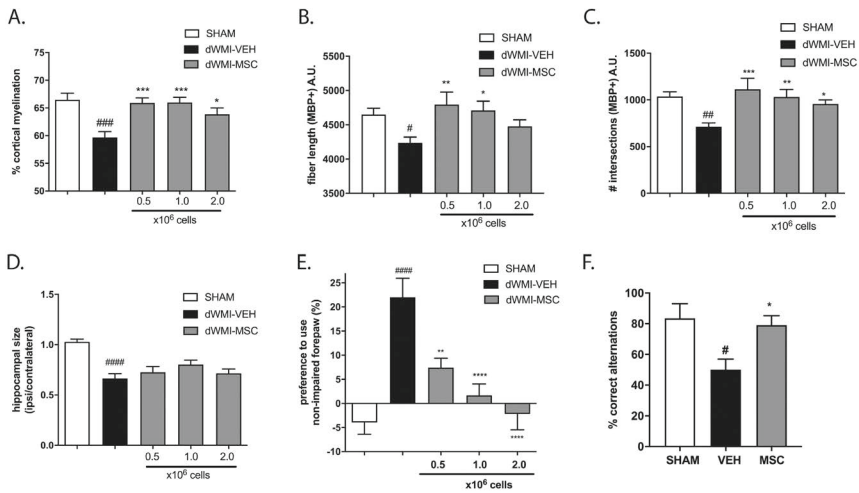 A.
SHAM
dWMI-VEH
dWMI-MSC
% cortical myelination
70
65
60
55
50
###
***
***
*
0.5 1.0 2.0
x10⁶ cells
B.
SHAM
dWMI-VEH
dWMI-MSC
fiber length (MBP+) A.U.
5500
5000
4500
4000
3500
#
**
*
0.5 1.0 2.0
x10⁶ cells
C.
SHAM
dWMI-VEH
dWMI-MSC
# intersections (MBP+) A.U.
1500
1000
500
0
##
***
**
*
0.5 1.0 2.0
x10⁶ cells
D.
SHAM
dWMI-VEH
dWMI-MSC
hippocampal size
(ipsi/contralateral)
1.5
1.0
0.5
0.0
####
0.5 1.0 2.0
x10⁶ cells
E.
SHAM
dWMI-VEH
dWMI-MSC
preference to use
non-impaired forepaw (%)
30
25
20
15
10
5
0
-5
-10
####
**
****
****
0.5 1.0 2.0
x10⁶ cells
F.
% correct alternations
100
80
60
40
20
0
#
*
SHAM VEH MSC